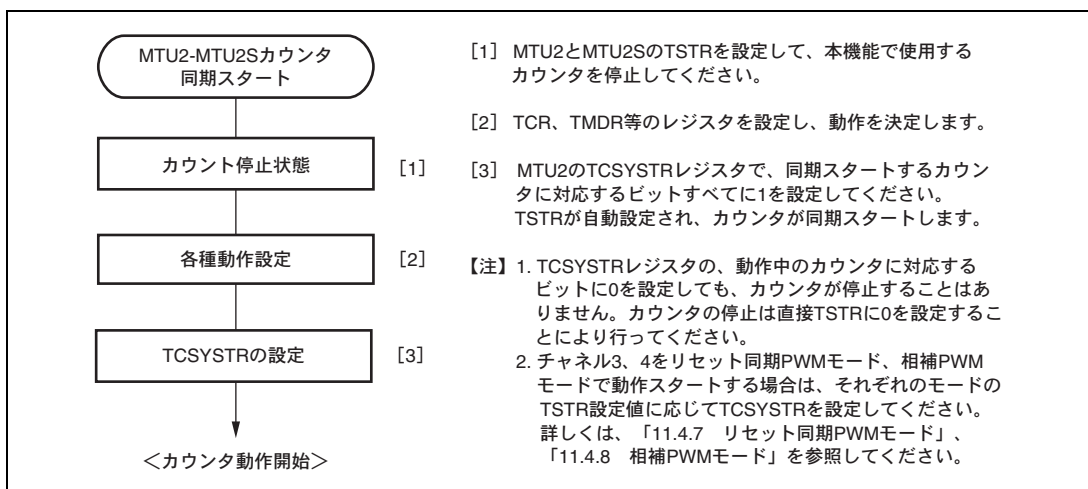 MTU2-MTU2Sカウンタ
同期スタート
カウント停止状態
[1]
各種動作設定
[2]
TCSYSTRの設定
[3]
＜カウンタ動作開始＞
[1] MTU2とMTU2SのTSTRを設定して、本機能で使用する
カウンタを停止してください。
[2] TCR、TMDR等のレジスタを設定し、動作を決定します。
[3] MTU2のTCSYSTRレジスタで、同期スタートするカウン
タに対応するビットすべてに1を設定してください。
TSTRが自動設定され、カウンタが同期スタートします。
【注】1. TCSYSTRレジスタの、動作中のカウンタに対応する
ビットに0を設定しても、カウンタが停止することはあ
りません。カウンタの停止は直接TSTRに0を設定するこ
とにより行ってください。
2. チャネル3、4をリセット同期PWMモード、相補PWM
モードで動作スタートする場合は、それぞれのモードの
TSTR設定値に応じてTCSYSTRを設定してください。
詳しくは、「11.4.7 リセット同期PWMモード」、
「11.4.8 相補PWMモード」を参照してください。